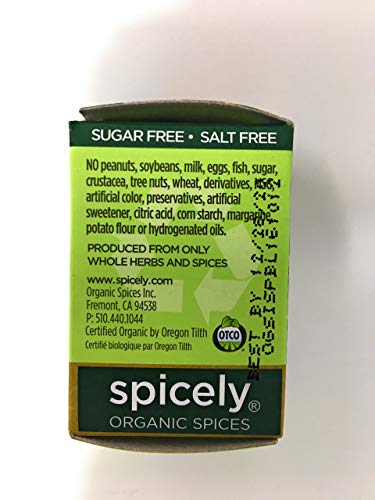 SUGAR FREE • SALT FREE
NO peanuts, soybeans, milk, eggs, fish, sugar,
crustacea, tree nuts, wheat, derivatives,
artificial color, preservatives, artificial
sweetener, citric acid, corn starch, margarine,
potato flour or hydrogenated oils.
PRODUCED FROM ONLY
WHOLE HERBS AND SPICES
www.spicely.com
Organic Spices Inc.
Fremont, CA 94538
P: 510.440.1044
Certified Organic by Oregon Tilth
Certifié biologique par Oregon Tilth
OTCO
BEST BY
spicely®
ORGANIC SPICES